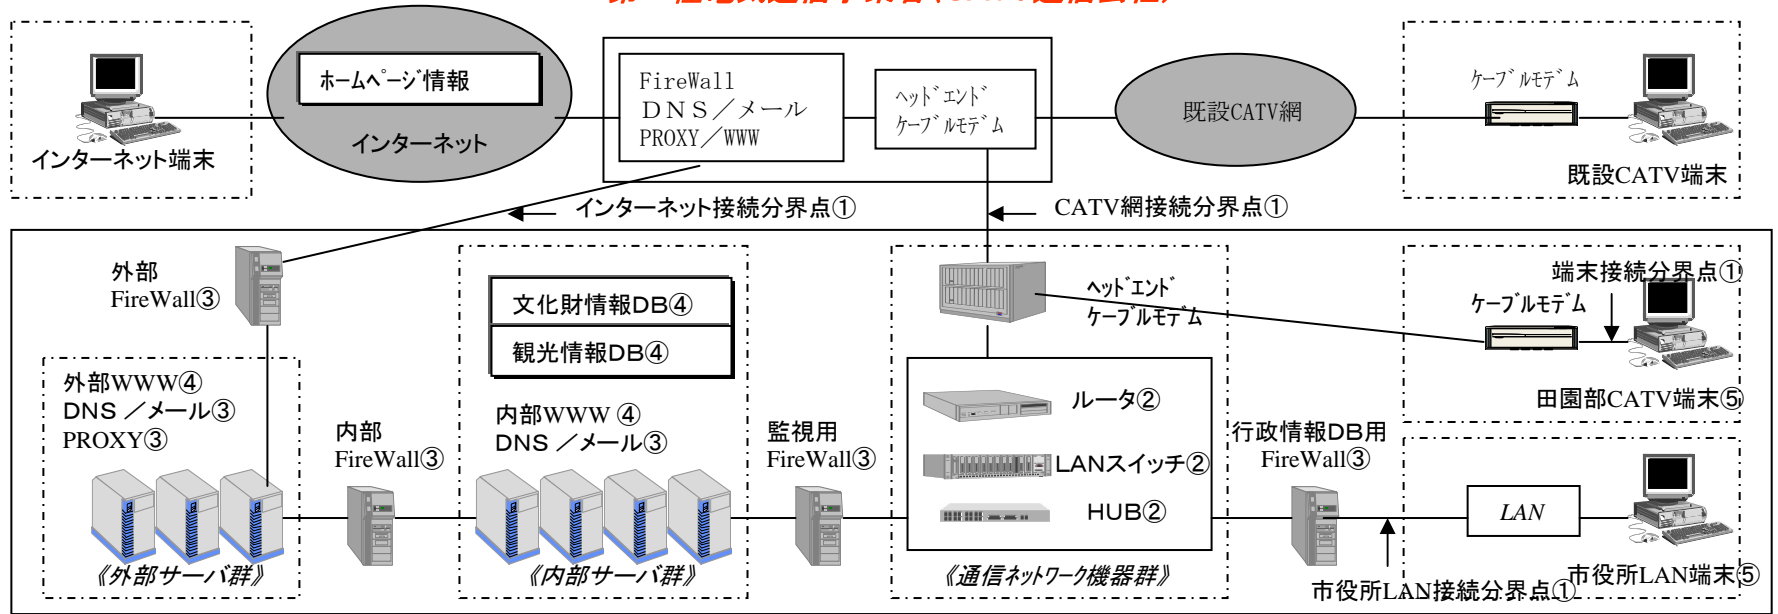 ホームページ情報
インターネット
インターネット端末
FireWall
DNS／メール
PROXY／WWW
ヘッドエンド
ケーブルモデム
既設CATV網
ケーブルモデム
既設CATV端末
インターネット接続分界点①
CATV網接続分界点①
外部
FireWall③
文化財情報DB④
観光情報DB④
ヘッドエンド
ケーブルモデム
端末接続分界点①
ケーブルモデム
田園部CATV端末⑤
外部WWW④
DNS／メール③
PROXY③
内部
FireWall③
内部WWW④
DNS／メール③
監視用
FireWall③
ルータ②
LANスイッチ②
HUB②
行政情報DB用
FireWall③
LAN
《外部サーバ群》
《内部サーバ群》
《通信ネットワーク機器群》
市役所LAN端末⑤
市役所LAN接続分界点①